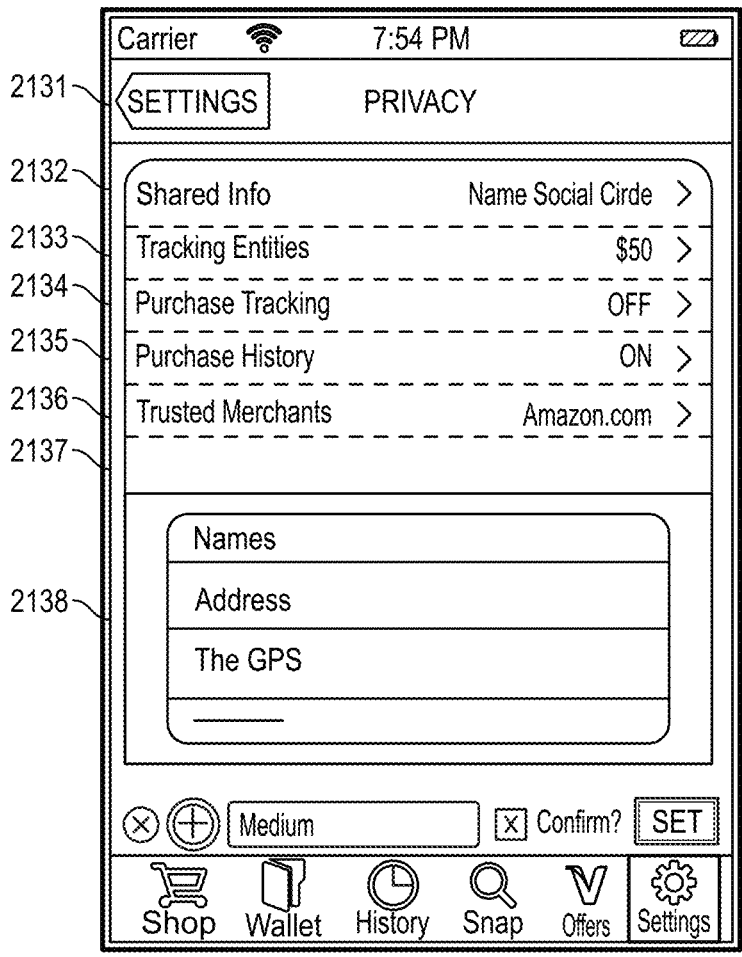 Carrier 7:54 PM
2131 SETTINGS PRIVACY
2132 Shared Info Name Social Cirde >
2133 Tracking Entities $50 >
2134 Purchase Tracking OFF >
2135 Purchase History ON >
2136 Trusted Merchants Amazon.com >
2137
Names
2138 Address
The GPS
X + Medium X Confirm? SET
Shop Wallet History Snap Offers Settings